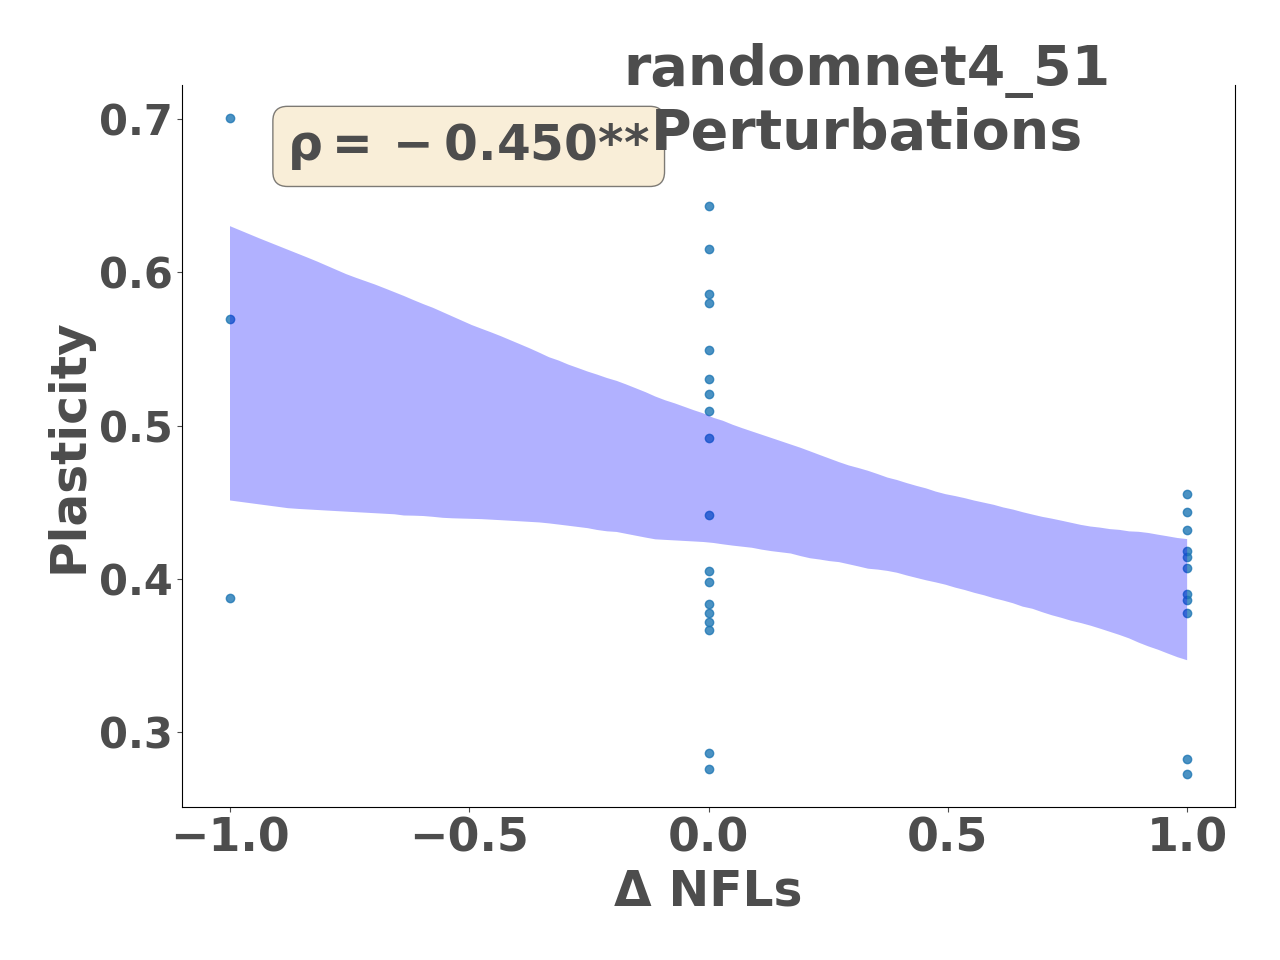 randomnet4_51
Perturbations
ρ = −0.450**
0.7
0.6
0.5
0.4
0.3
Plasticity
−1.0 −0.5 0.0 0.5 1.0
Δ NFLs